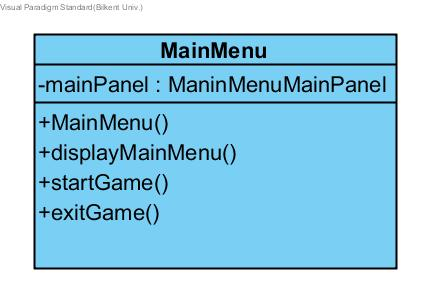 Visual Paradigm Standard(Bilkent Univ.)
MainMenu
-mainPanel : ManinMenuMainPanel
+MainMenu()
+displayMainMenu()
+startGame()
+exitGame()